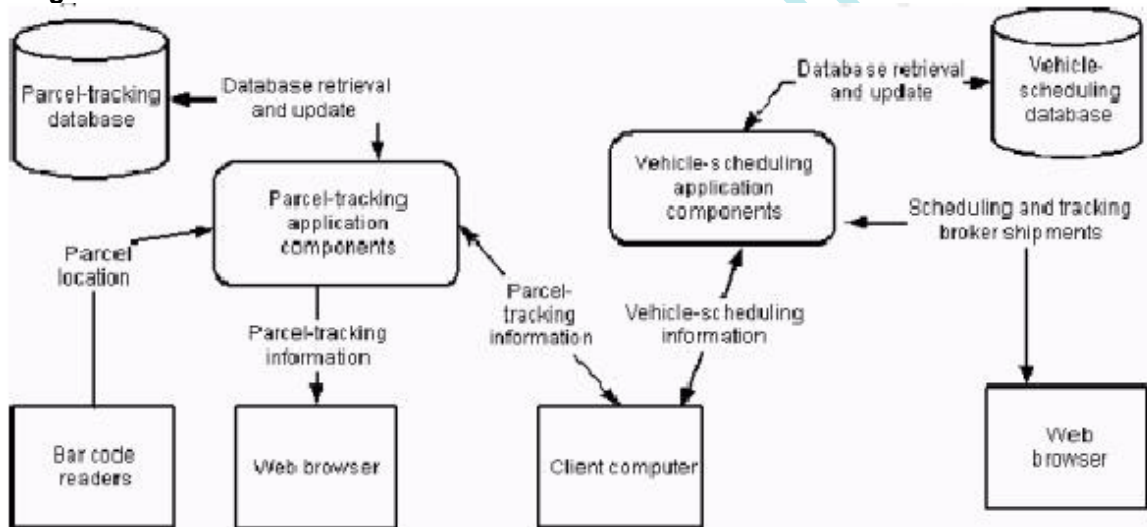 Parcel-tracking
database
Database retrieval
and update
Database retrieval
and update
Vehicle-
scheduling
database
Parcel-tracking
application
components
Vehicle-scheduling
application
components
Scheduling and tracking
broker shipments
Parcel
location
Parcel-
tracking
information
Vehicle-scheduling
information
Parcel-tracking
information
Bar code
readers
Web browser
Client computer
Web
browser